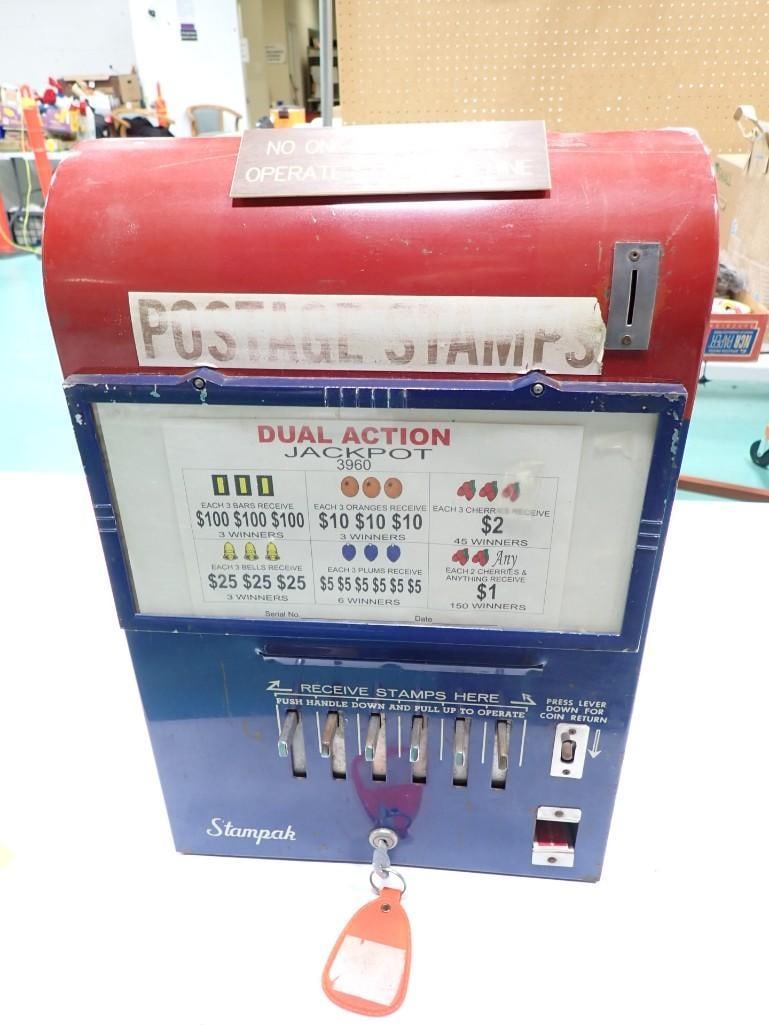 NO ON
OPERATE NE
POSTAGE STAMPS
DUAL ACTION
JACKPOT
3960
EACH 3 BARS RECEIVE
$100 $100 $100
3 WINNERS
EACH 3 ORANGES RECEIVE
$10 $10 $10
3 WINNERS
EACH 3 CHERRIES RECEIVE
$2
45 WINNERS
EACH 3 BELLS RECEIVE
$25 $25 $25
3 WINNERS
EACH 3 PLUMS RECEIVE
$5 $5 $5 $5 $5 $5
6 WINNERS
Any
EACH 2 CHERRIES &
ANYTHING RECEIVE
$1
150 WINNERS
Serial No. Date
RECEIVE STAMPS HERE
PUSH HANDLE DOWN AND PULL UP TO OPERATE
PRESS LEVER
DOWN FOR
COIN RETURN
Stampak
NCR PAPER